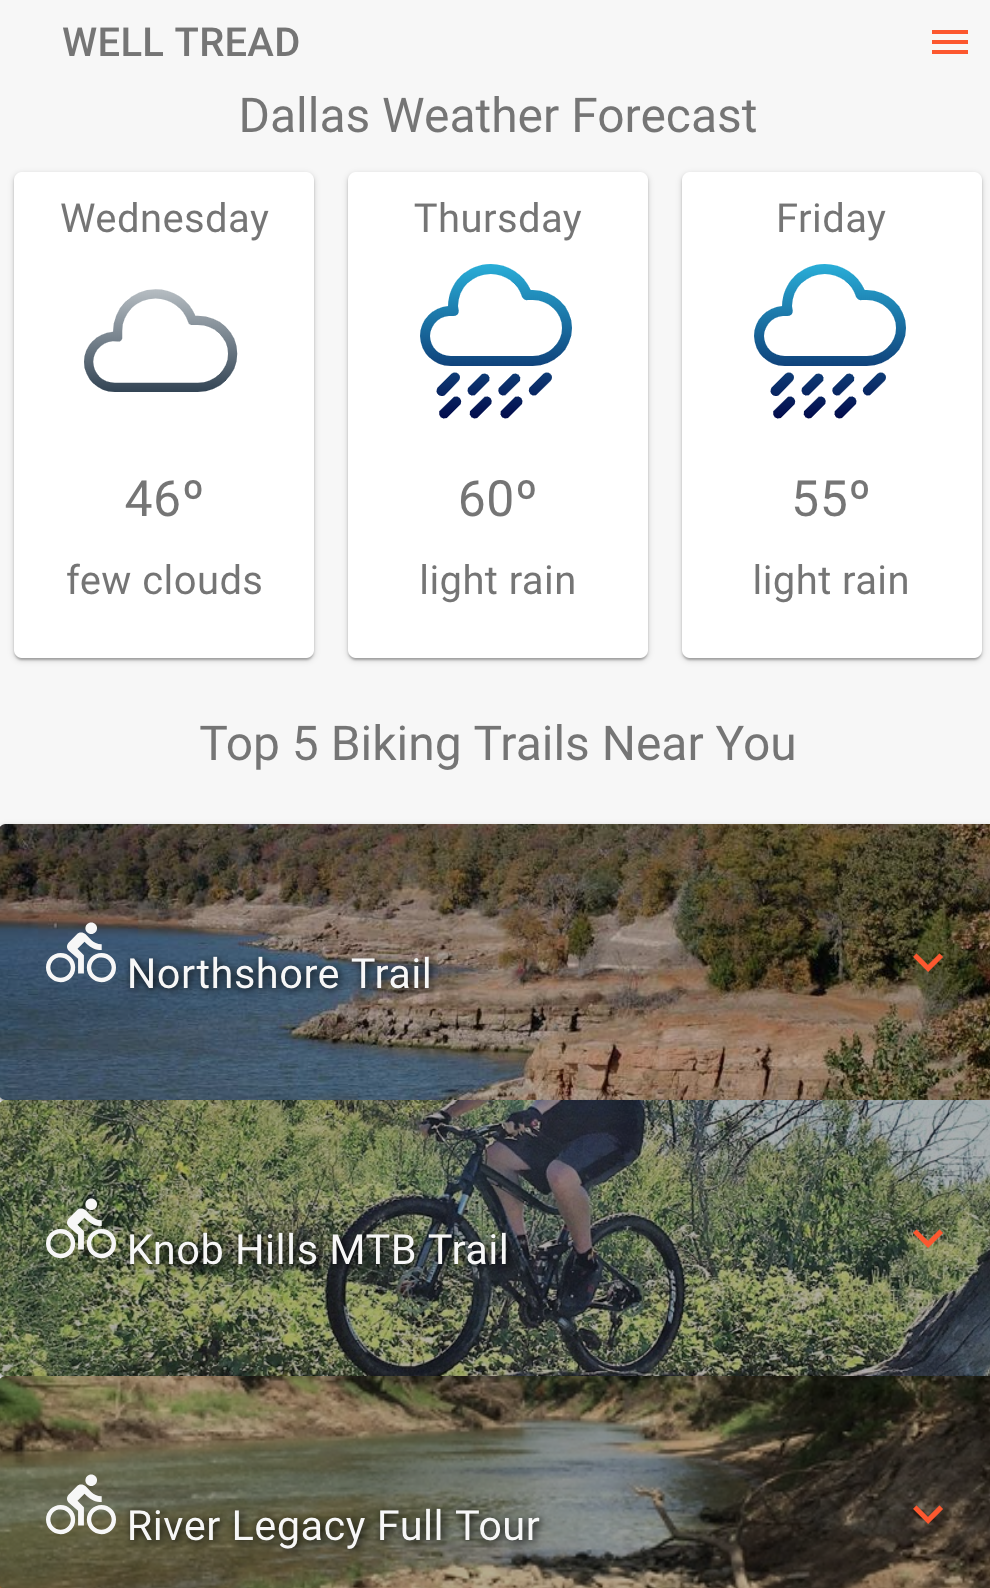 WELL TREAD
Dallas Weather Forecast
Wednesday
46º
few clouds
Thursday
60º
light rain
Friday
55º
light rain
Top 5 Biking Trails Near You
Northshore Trail
Knob Hills MTB Trail
River Legacy Full Tour